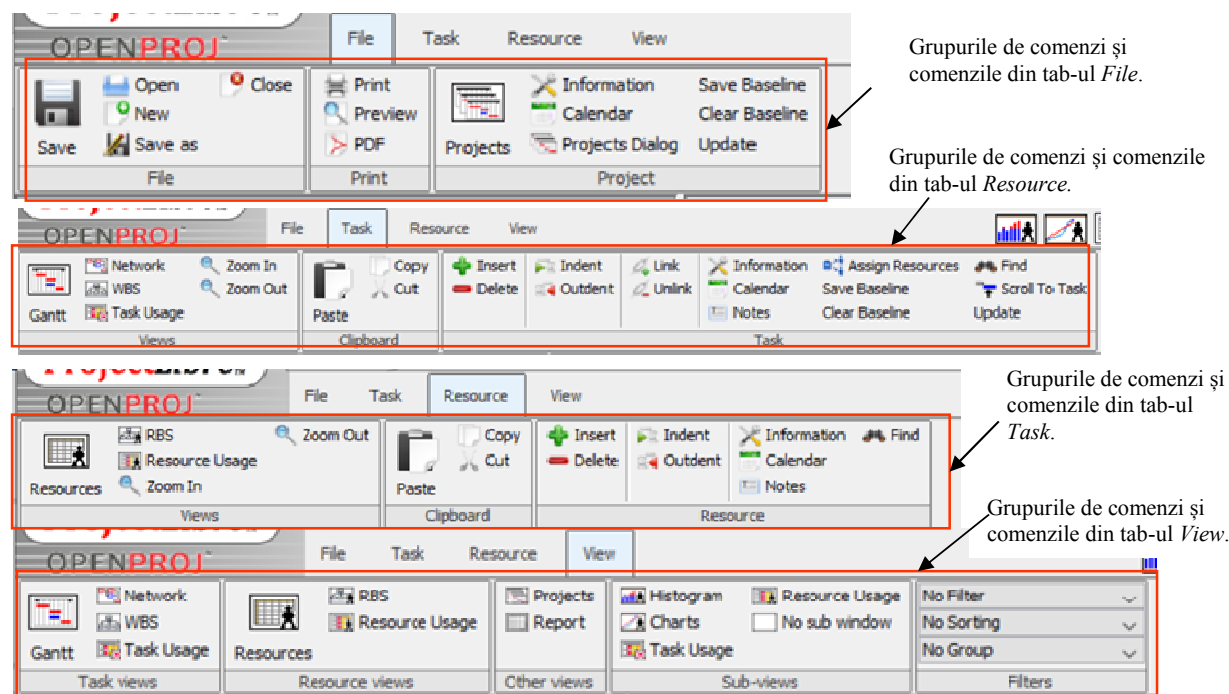 OPENPROJ
File Task Resource View
Save Open New Save as Close
File
Print Preview PDF
Print
Projects Information Calendar Projects Dialog Save Baseline Clear Baseline Update
Project
Grupurile de comenzi și
comenzile din tab-ul File.
Grupurile de comenzi și comenzile
din tab-ul Resource.
OPENPROJ
File Task Resource View
Network Zoom In Copy Insert Indent Link Information Assign Resources Find
WBS Zoom Out Cut Delete Outdent Unlink Calendar Save Baseline Scroll To Task
Gantt Task Usage Paste Notes Clear Baseline Update
Views Clipboard Task
OPENPROJ
File Task Resource View
RBS Zoom Out Copy Insert Indent Information Find
Resource Usage Cut Delete Outdent Calendar
Resources Zoom In Paste Notes
Views Clipboard Resource
Grupurile de comenzi și
comenzile din tab-ul
Task.
Grupurile de comenzi și
comenzile din tab-ul View.
OPENPROJ
File Task Resource View
Network RBS Projects Histogram Resource Usage No Filter
WBS Resource Usage Report Charts No sub window No Sorting
Gantt Task Usage Resources Task Usage No Group
Task views Resource views Other views Sub-views Filters